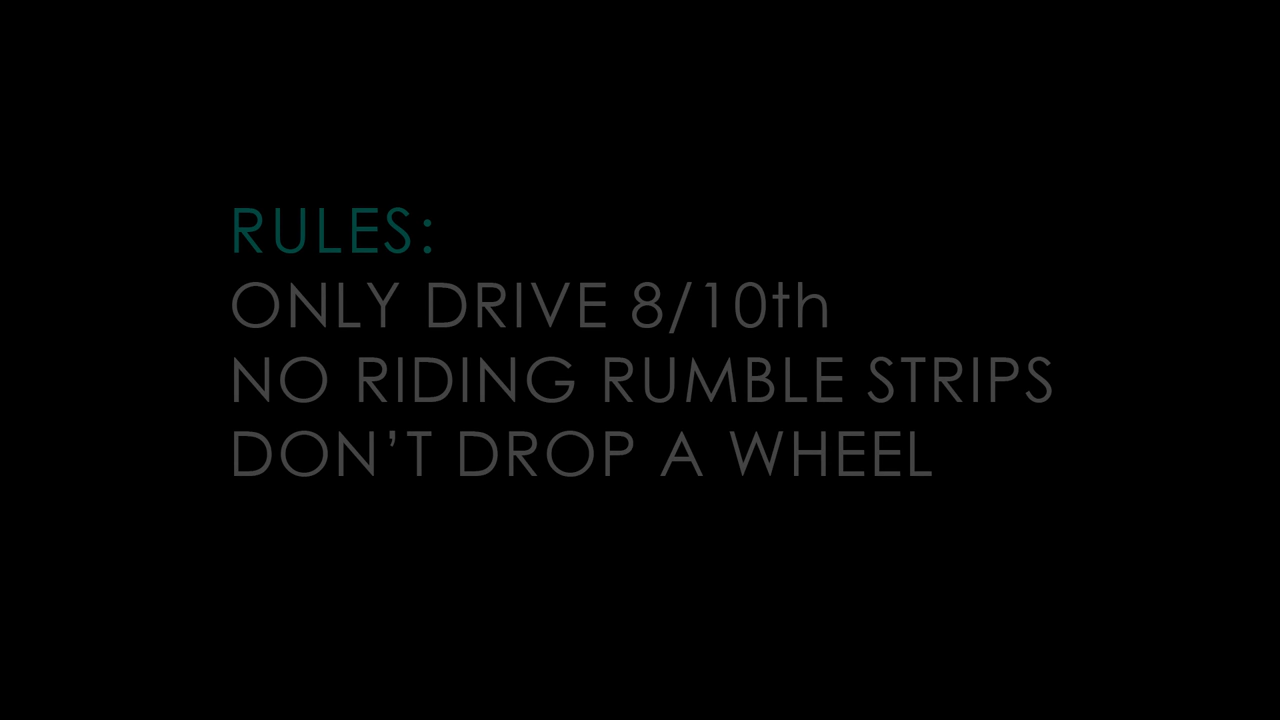 RULES:
ONLY DRIVE 8/10th
NO RIDING RUMBLE STRIPS
DON’T DROP A WHEEL